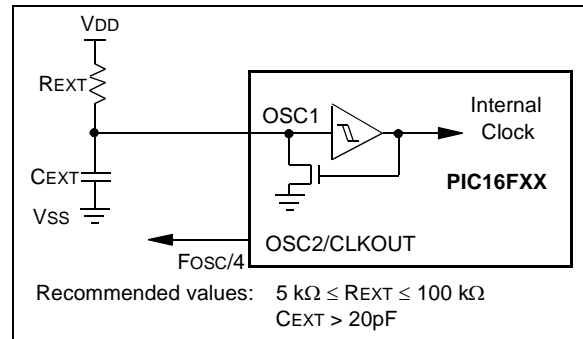 VDD
REXT
OSC1
Internal
Clock
CEXT
PIC16FXX
VSS
OSC2/CLKOUT
FOSC/4
Recommended values: 5 kΩ ≤ REXT ≤ 100 kΩ
CEXT > 20pF